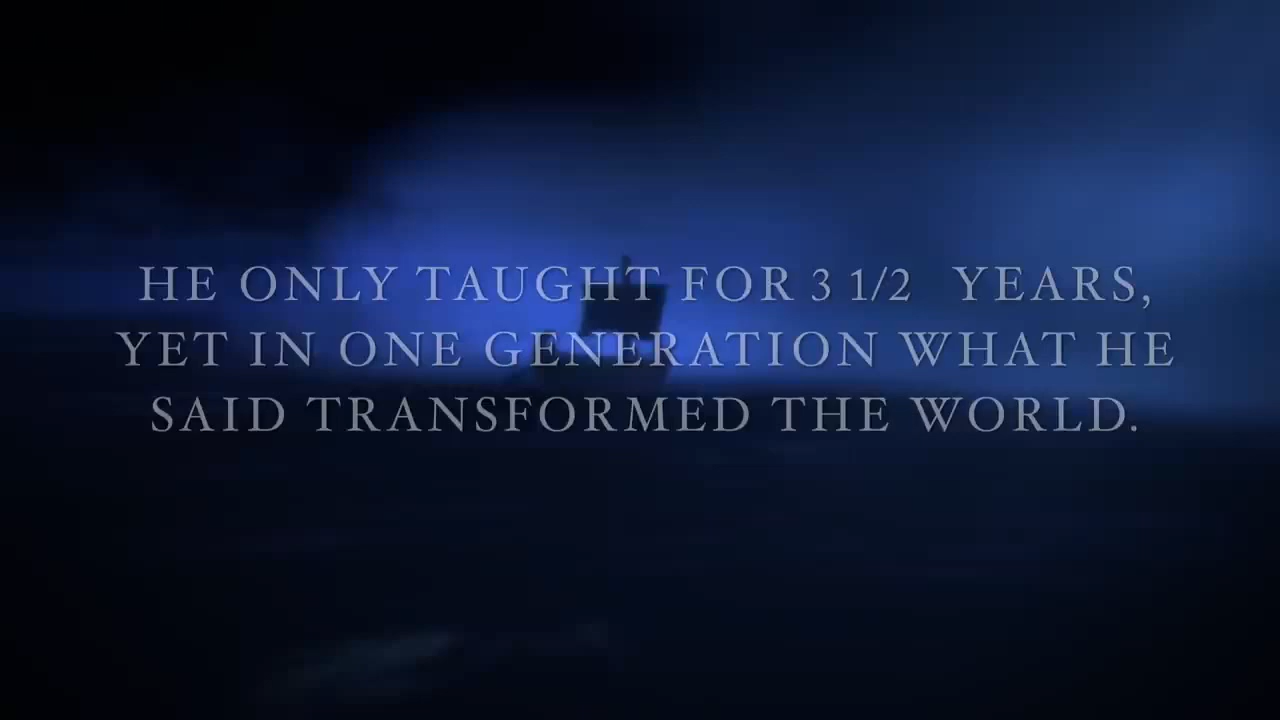 HE ONLY TAUGHT FOR 3 1/2 YEARS,
YET IN ONE GENERATION WHAT HE
SAID TRANSFORMED THE WORLD.